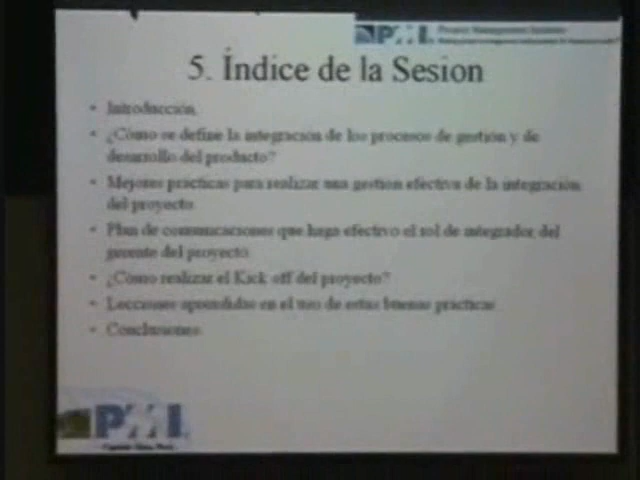 PMI
5. Índice de la Sesion
• Introducción
• ¿Como se define la integración de los procesos de gestión y de
desarrollo del producto?
• Mejores practicas para realizar una gestion efectiva de la integración
del proyecto
• Plan de comunicaciones que haga efectivo el rol de integrador del
gerente del proyecto
• ¿Como realizar el Kick off del proyecto?
• Lecciones aprendidas en el uso de estas buenas practicas
• Conclusiones
PMI